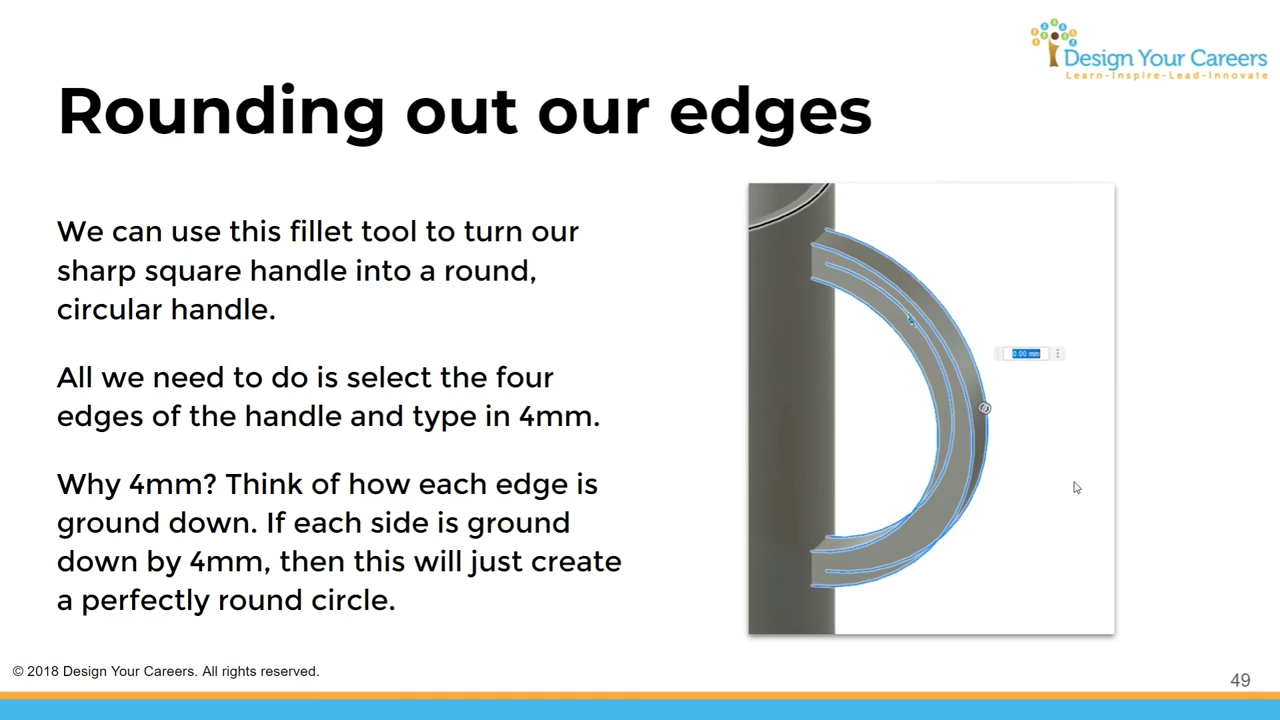 Design Your Careers
Learn-Inspire-Lead-Innovate
Rounding out our edges
We can use this fillet tool to turn our
sharp square handle into a round,
circular handle.
All we need to do is select the four
edges of the handle and type in 4mm.
Why 4mm? Think of how each edge is
ground down. If each side is ground
down by 4mm, then this will just create
a perfectly round circle.
0.00 mm
© 2018 Design Your Careers. All rights reserved.
49